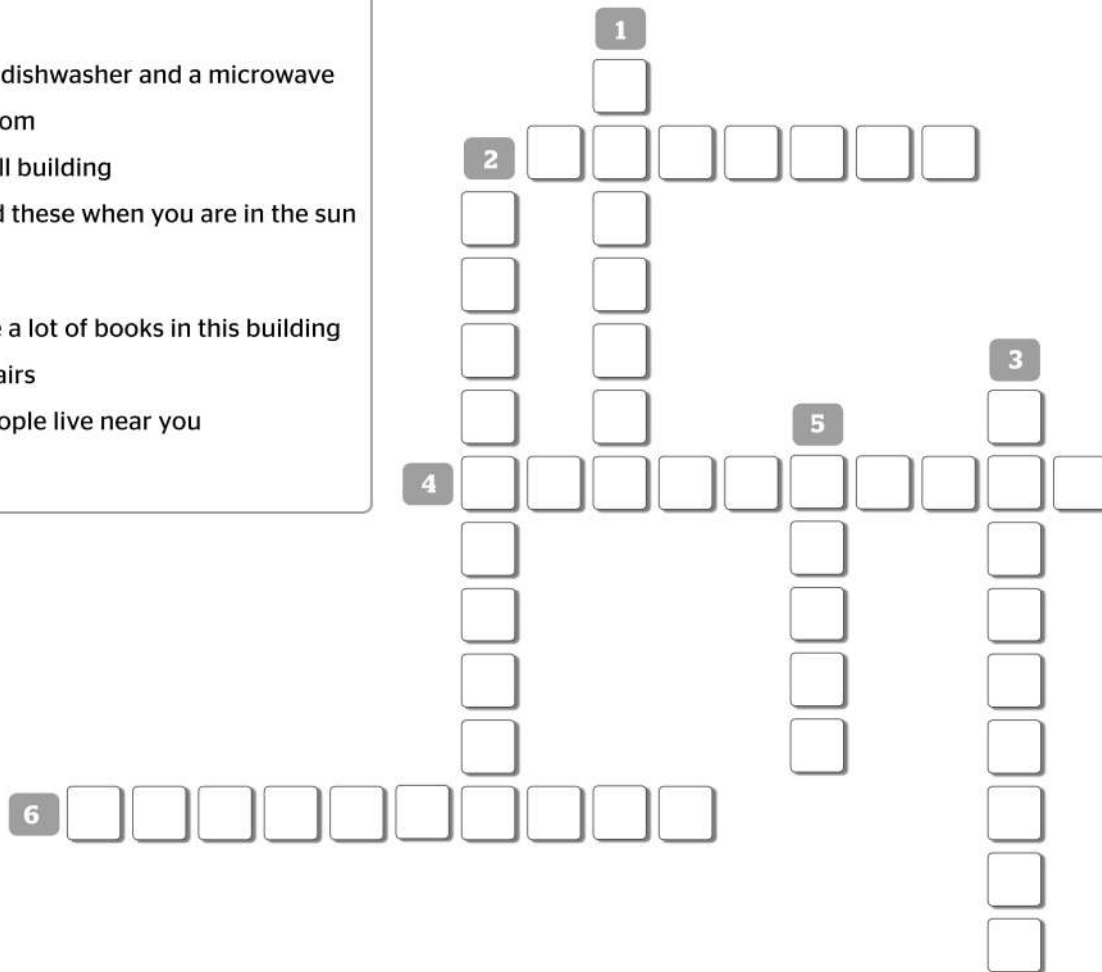 dishwasher and a microwave
om
ll building
these when you are in the sun
a lot of books in this building
airs
ople live near you
1
2
3
5
4
6